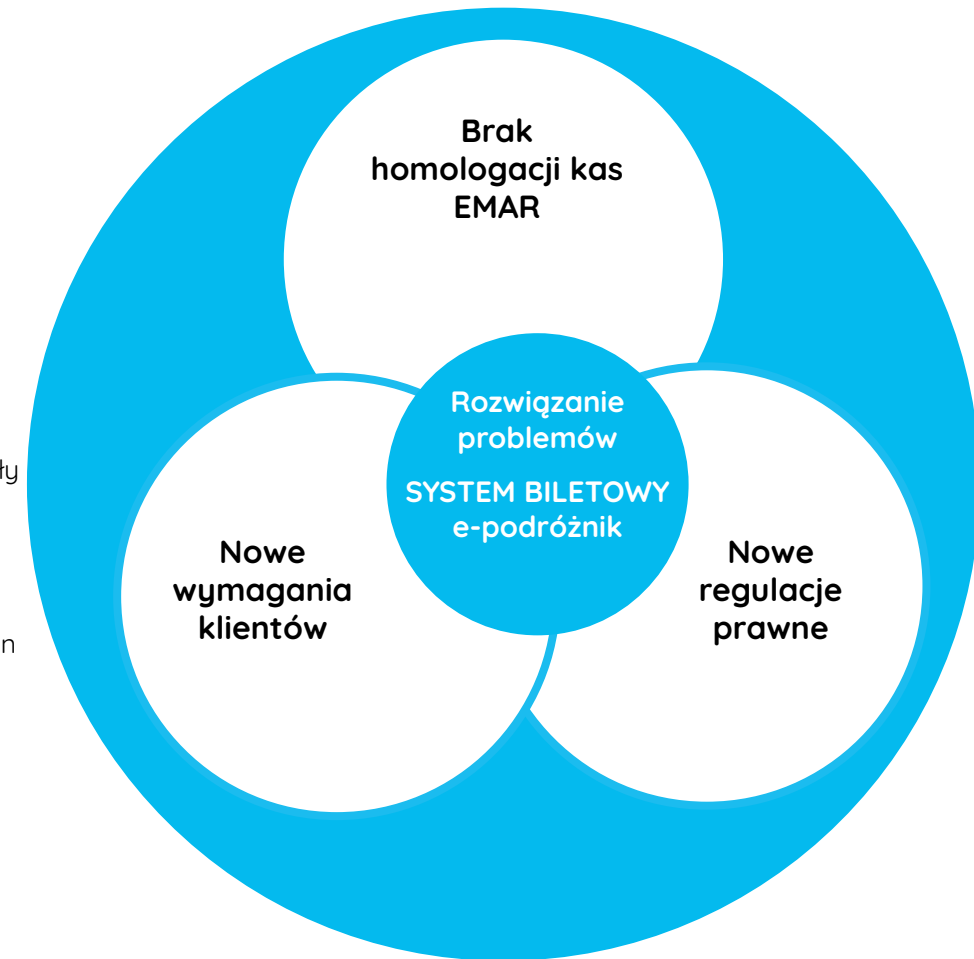 Brak
homologacji kas
EMAR
Rozwiązanie
problemów
SYSTEM BILETOWY
e-podróżnik
Nowe
wymagania
klientów
Nowe
regulacje
prawne